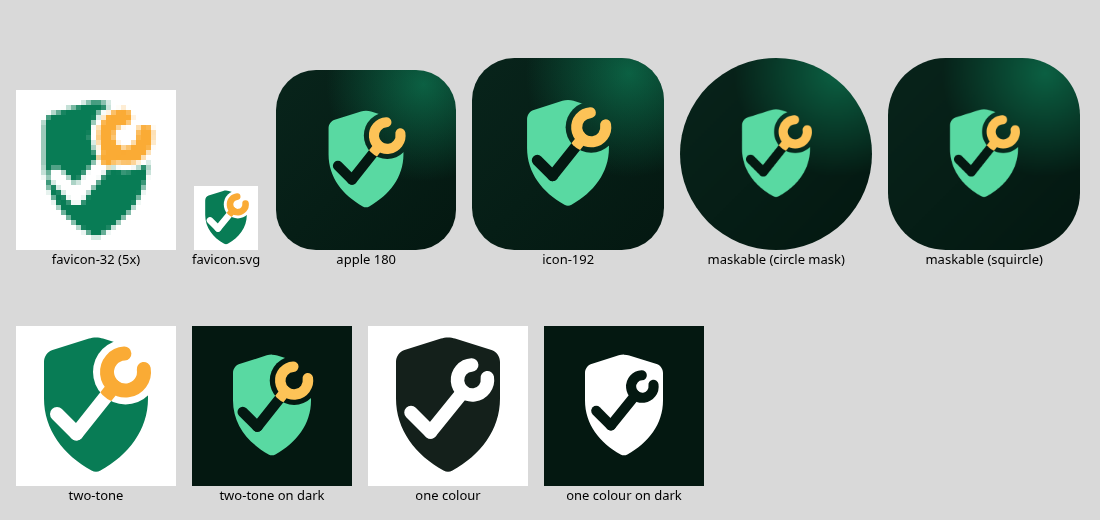 favicon-32 (5x)
favicon.svg
apple 180
icon-192
maskable (circle mask)
maskable (squircle)
two-tone
two-tone on dark
one colour
one colour on dark